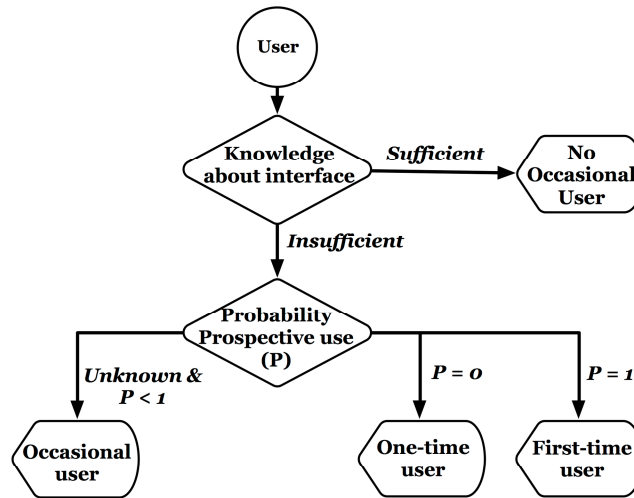 User
Knowledge
about interface
Sufficient
No
Occasional
User
Insufficient
Probability
Prospective use
(P)
Unknown &
P < 1
P = 0
P = 1
Occasional
user
One-time
user
First-time
user